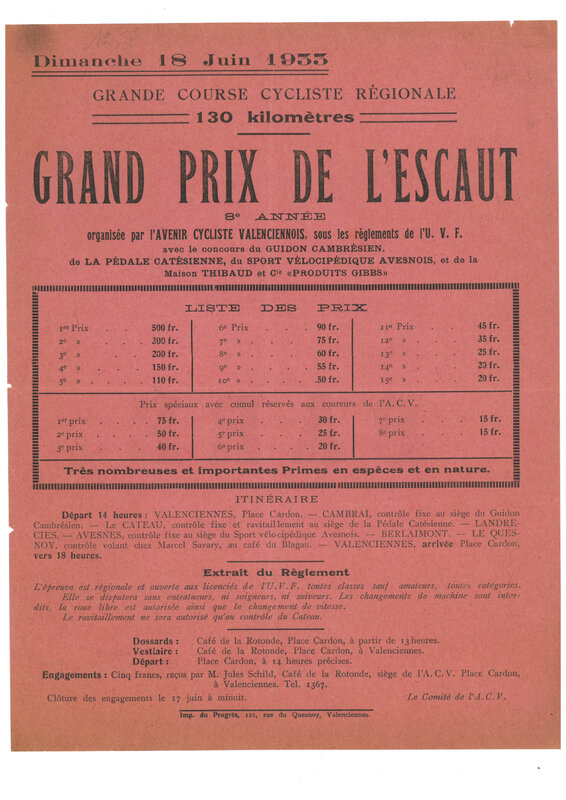 Dimanche 18 Juin 1933
GRANDE COURSE CYCLISTE RÉGIONALE
130 kilomètres
GRAND PRIX DE L'ESCAUT
8e ANNÉE
organisée par l'AVENIR CYCLISTE VALENCIENNOIS, sous les règlements de l'U. V. F.
avec le concours du GUIDON CAMBRÉSIEN,
de LA PÉDALE CATÉSIENNE, du SPORT VÉLOCIPÉDIQUE AVESNOIS, et de la
Maison THIBAUD et Cie «PRODUITS GIBBS»
LISTE DES PRIX
1er Prix . . . 500 fr. 6e Prix . . . 90 fr. 11e Prix . . . 45 fr.
2e » . . . . 300 fr. 7e » . . . 75 fr. 12e » . . . 35 fr.
3e » . . . . 200 fr. 8e » . . . 60 fr. 13e » . . . 25 fr.
4e » . . . . 150 fr. 9e » . . . 55 fr. 14e » . . . 20 fr.
5e » . . . . 110 fr. 10e » . . . 50 fr. 15e » . . . 20 fr.
Prix spéciaux avec cumul réservés aux coureurs de l'A.C.V.
1er prix . . . 75 fr. 4e prix . . . 30 fr. 7e prix . . . 15 fr.
2e prix . . . 50 fr. 5e prix . . . 25 fr. 8e prix . . . 15 fr.
3e prix . . . 40 fr. 6e prix . . . 20 fr.
Très nombreuses et importantes Primes en espèces et en nature.
ITINÉRAIRE
Départ 14 heures : VALENCIENNES, Place Cardon. — CAMBRAI, contrôle fixe au siège du Guidon
Cambrésien. — Le CATEAU, contrôle fixe et ravitaillement au siège de la Pédale Catésienne. — LANDRE-
CIES, — AVESNES, contrôle fixe au siège du Sport vélocipédique Avesnois. — BERLAIMONT. — LE QUES-
NOY, contrôle volant chez Marcel Savary, au café du Blagau. — VALENCIENNES, arrivée Place Cardon,
vers 18 heures.
Extrait du Règlement
L'épreuve est régionale et ouverte aux licenciés de l'U.V.F. toutes classes sauf amateurs, toutes catégories.
Elle se disputera sans entraîneurs, ni soigneurs, ni suiveurs. Les changements de machine sont inter-
dits, la roue libre est autorisée ainsi que le changement de vitesse.
Le ravitaillement ne sera autorisé qu'au contrôle du Cateau.
Dossards : Café de la Rotonde, Place Cardon, à partir de 13 heures.
Vestiaire : Café de la Rotonde, Place Cardon, à Valenciennes.
Départ : Place Cardon, à 14 heures précises.
Engagements : Cinq francs, reçus par M. Jules Schild, Café de la Rotonde, siège de l'A.C.V. Place Cardon,
à Valenciennes. Tel. 1367.
Clôture des engagements le 17 juin à minuit. Le Comité de l'A.C.V.
Imp. du Progrès, 131, rue du Quesnoy, Valenciennes.